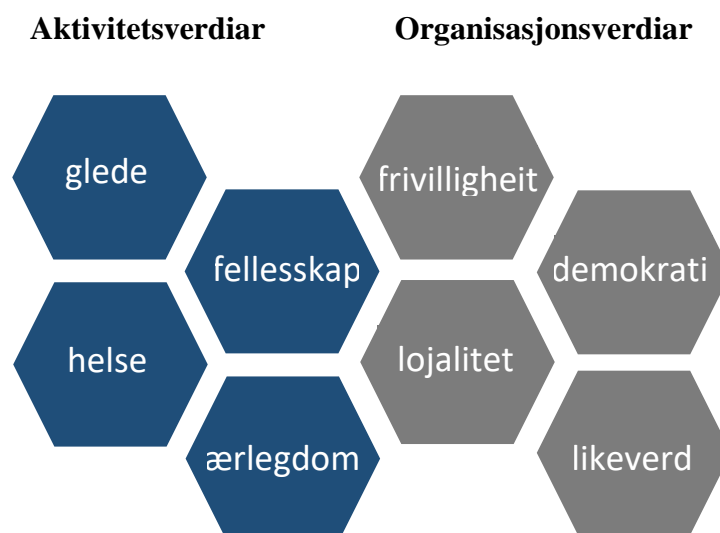 Aktivitetsverdiar
Organisasjonsverdiar
glede
fellesskap
helse
ærlegdom
frivilligheit
demokrati
lojalitet
likeverd